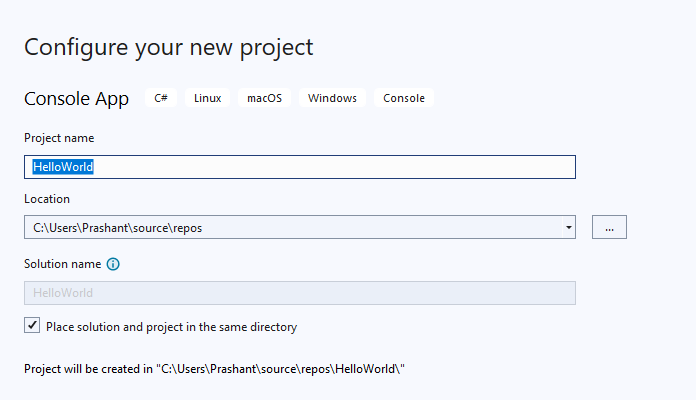 Configure your new project
Console App C# Linux macOS Windows Console
Project name
HelloWorld
Location
C:\Users\Prashant\source\repos
...
Solution name
HelloWorld
Place solution and project in the same directory
Project will be created in "C:\Users\Prashant\source\repos\HelloWorld\"